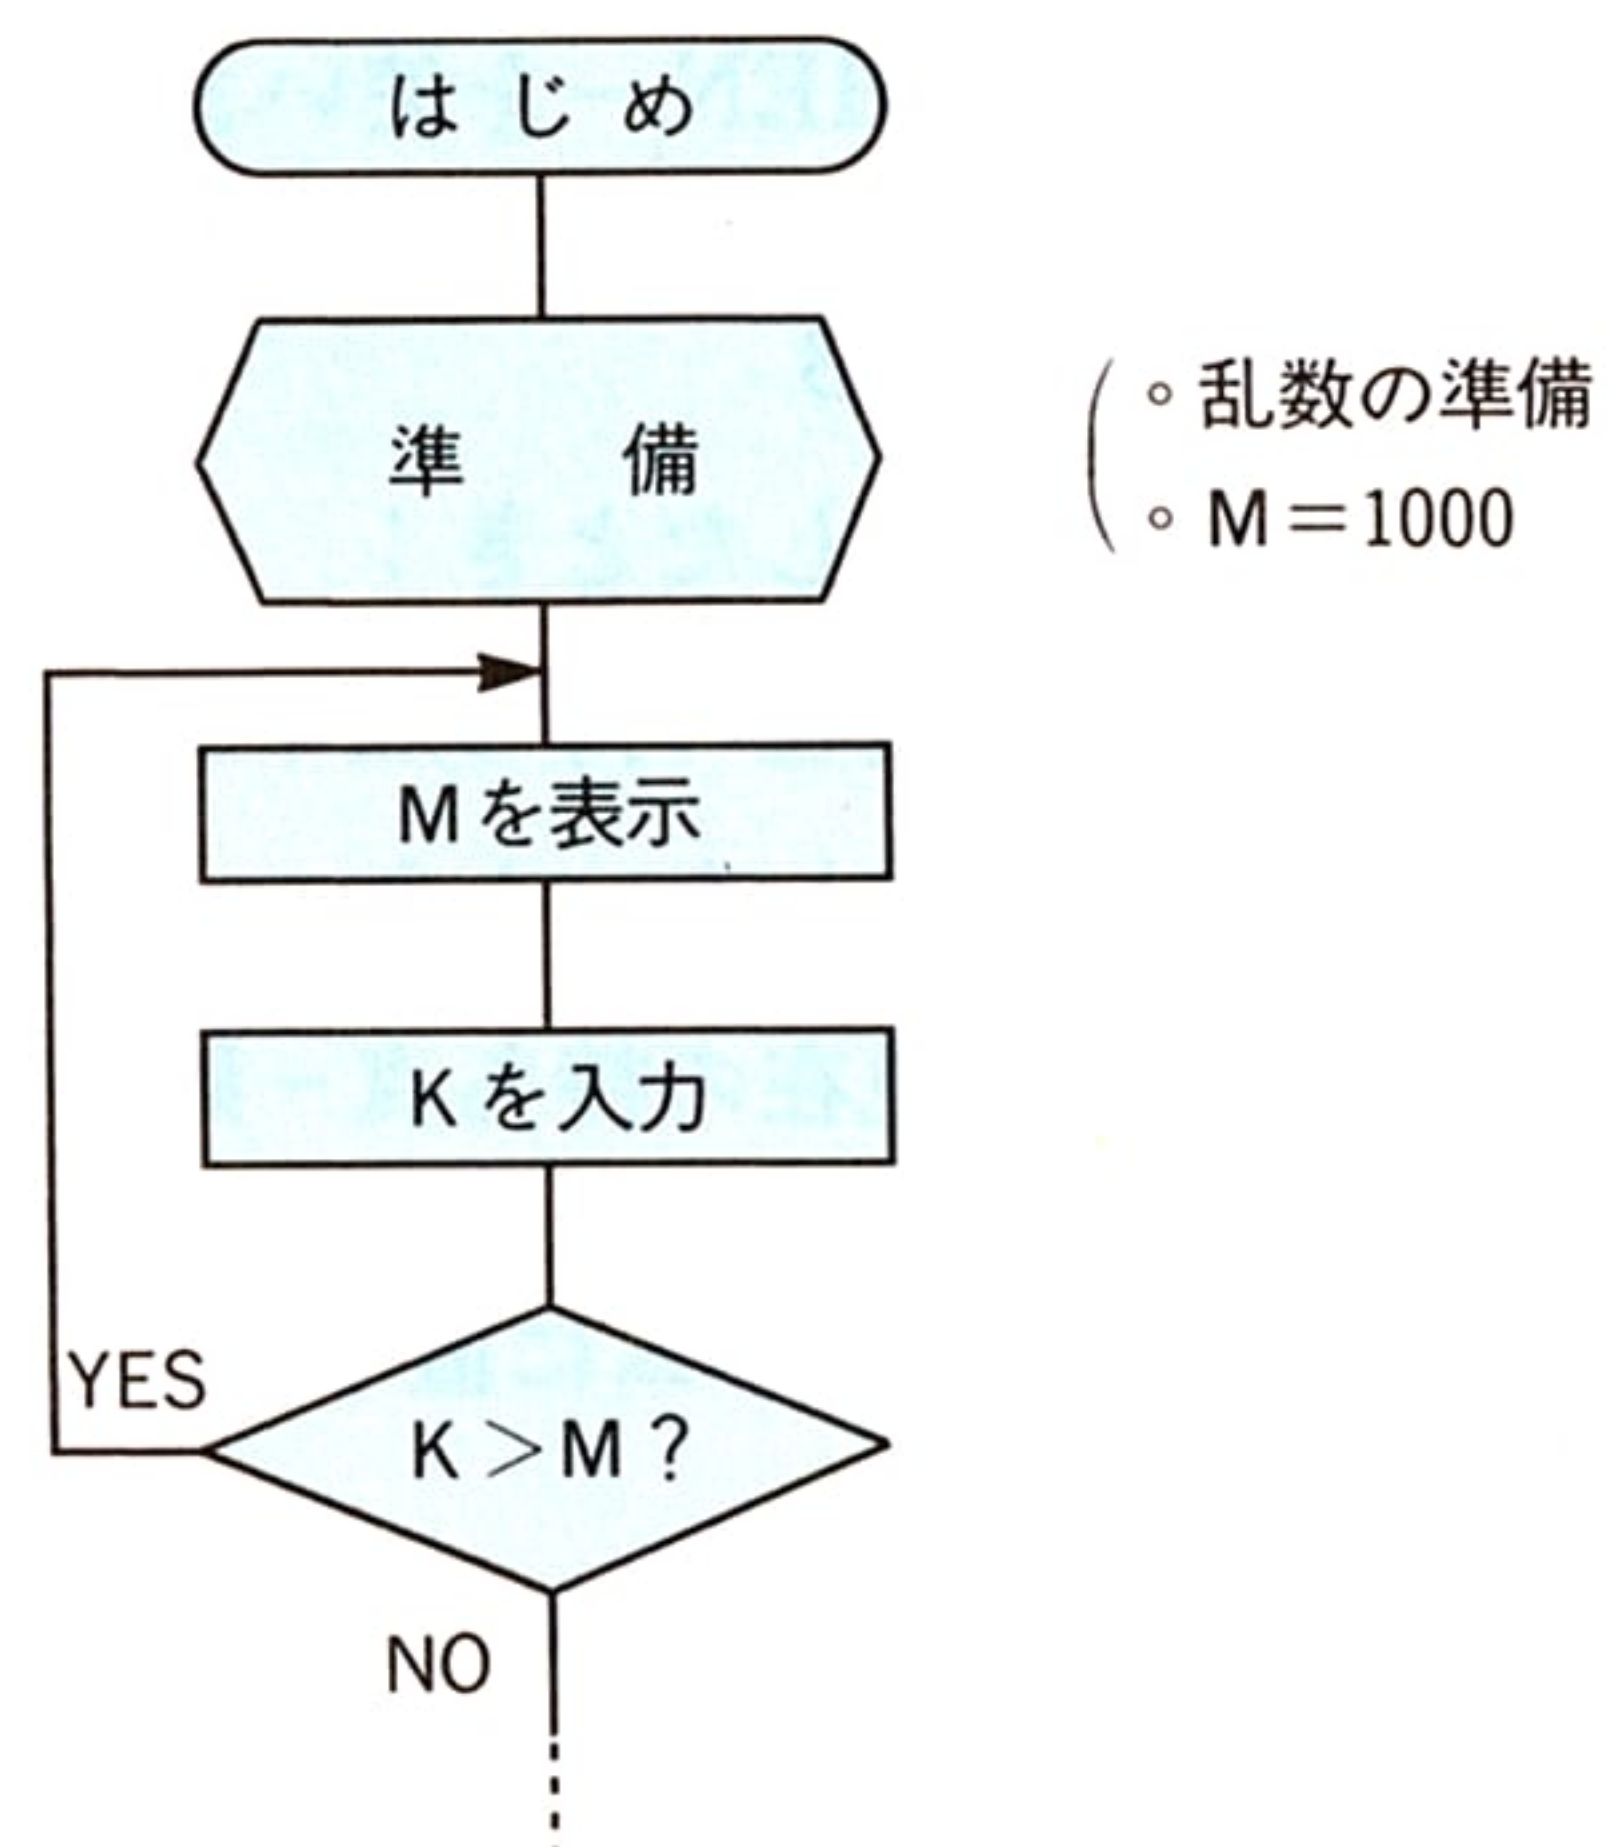 はじめ
準備
。乱数の準備
。M＝1000
Mを表示
Kを入力
YES
K＞M？
NO